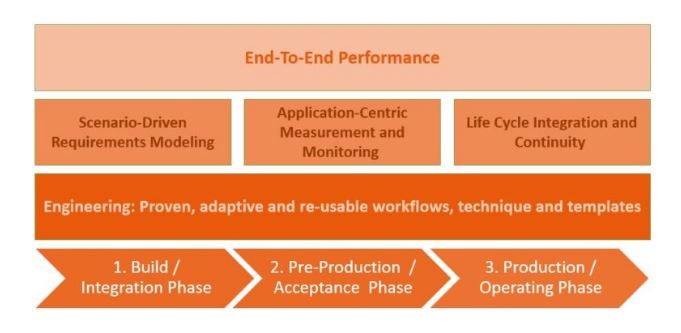 End-To-End Performance
Scenario-Driven
Requirements Modeling
Application-Centric
Measurement and
Monitoring
Life Cycle Integration and
Continuity
Engineering: Proven, adaptive and re-usable workflows, technique and templates
1. Build /
Integration Phase
2. Pre-Production /
Acceptance Phase
3. Production /
Operating Phase